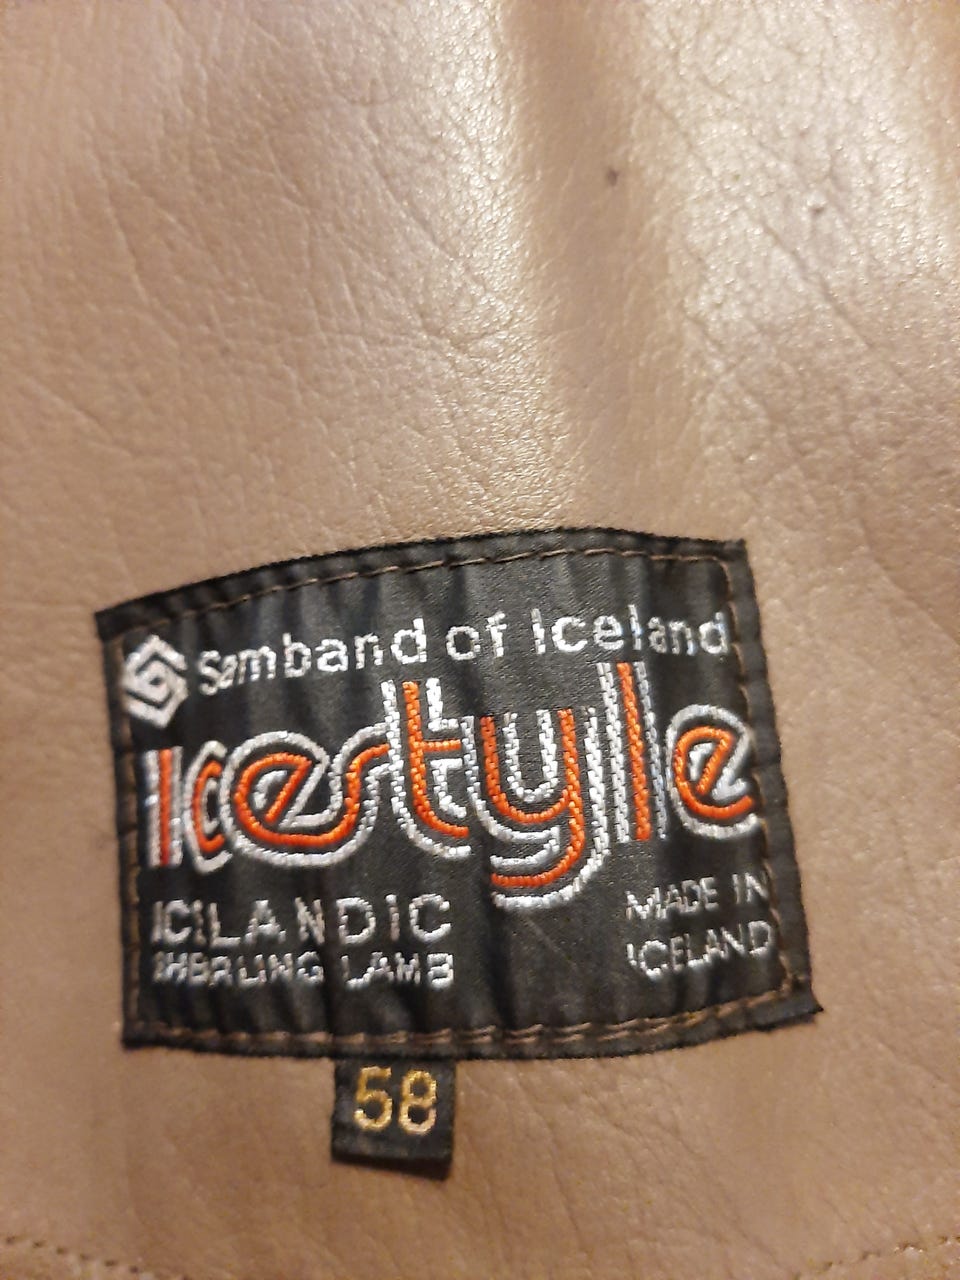 Samband of Iceland
Icestyle
ICELANDIC
SHEARLING LAMB
MADE IN
ICELAND
58